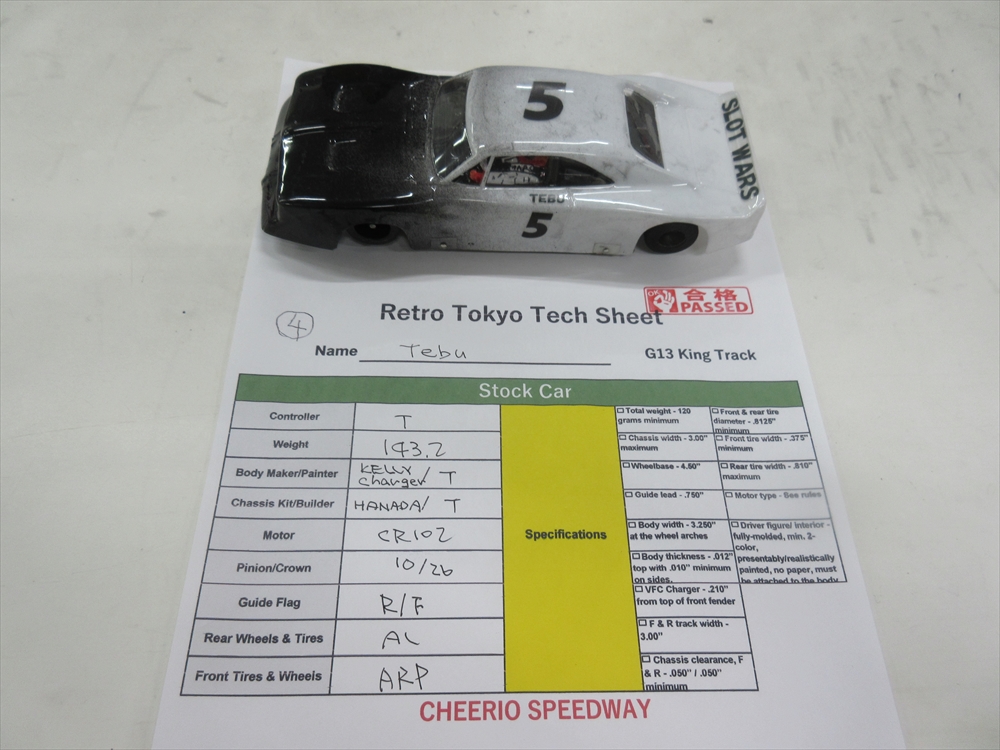 5
SLOT WARS
TEBU
5
OK 合格
PASSED
Retro Tokyo Tech Sheet
4
Name Tebu
G13 King Track
Stock Car
Controller T
Weight 143.2
Body Maker/Painter KELLY Charger / T
Chassis Kit/Builder HANADA / T
Motor CR102
Pinion/Crown 10/26
Guide Flag R/F
Rear Wheels & Tires AL
Front Tires & Wheels ARP
Specifications
Total weight - 120
grams minimum
Chassis width - 3.00"
maximum
Wheelbase - 4.50"
Guide lead - .750"
Body width - 3.250"
at the wheel arches
Body thickness - .012"
top with .010" minimum
on sides.
VFC Charger - .210"
from top of front fender
F & R track width -
3.00"
Chassis clearance, F
& R - .050" / .050"
minimum
Front & rear tire
diameter - .8125"
minimum
Front tire width - .375"
minimum
Rear tire width - .810"
maximum
Motor type - See rules
Driver figure/ interior -
fully-molded, min. 2-
color,
presentably/realistically
painted, no paper, must
be attached to the body
CHEERIO SPEEDWAY